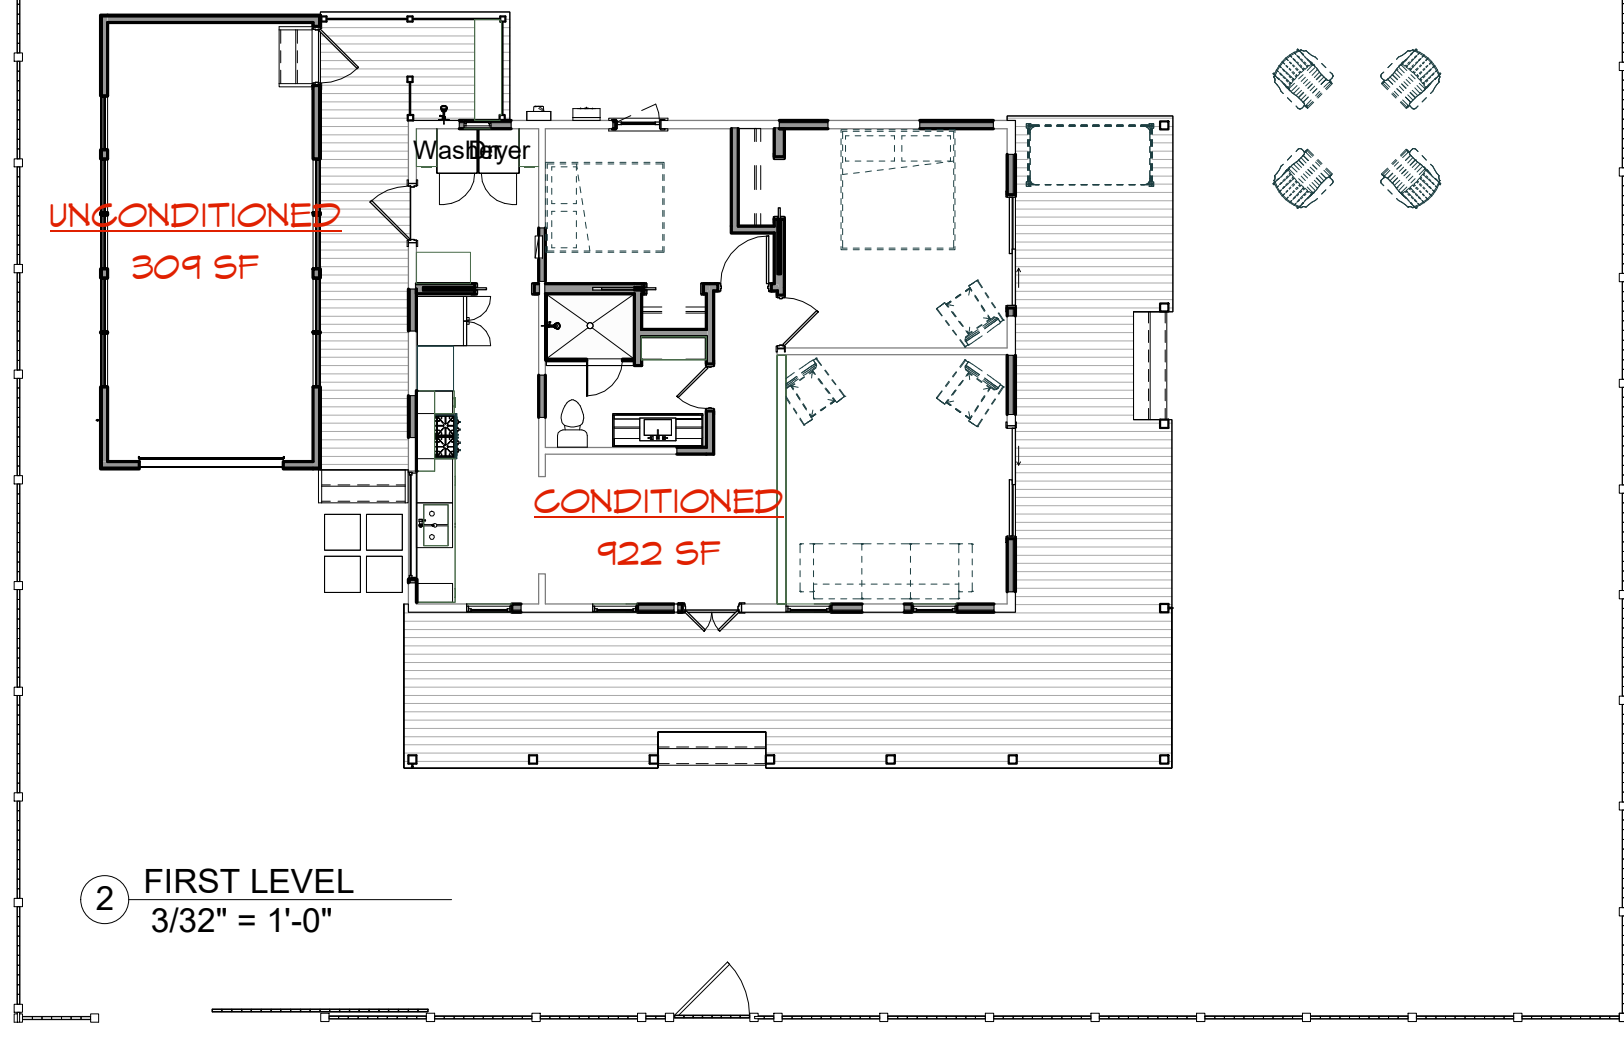 Washer
Dryer
UNCONDITIONED
309 SF
CONDITIONED
922 SF
2
FIRST LEVEL
3/32" = 1'-0"